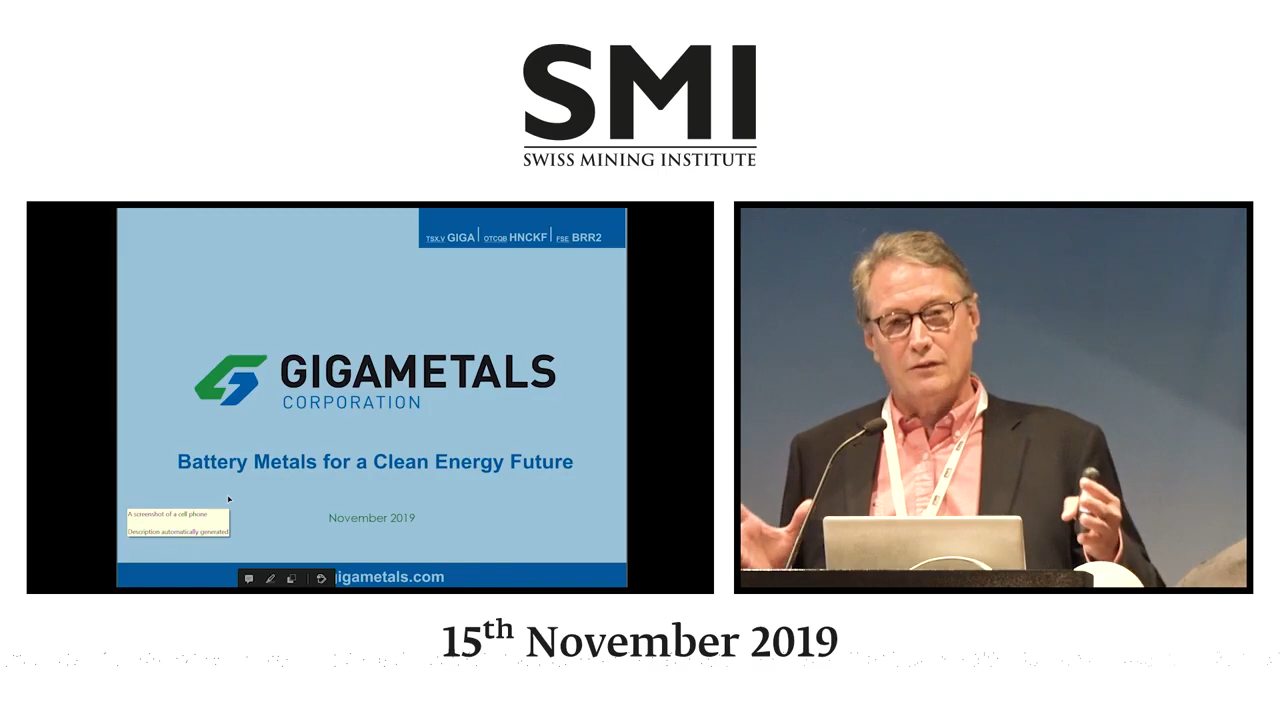 SMI
SWISS MINING INSTITUTE
TSX.V GIGA | OTCQB HNCKF | FSE BRR2
GIGAMETALS
CORPORATION
Battery Metals for a Clean Energy Future
A screenshot of a cell phone
Description automatically generated
November 2019
igametals.com
15th November 2019